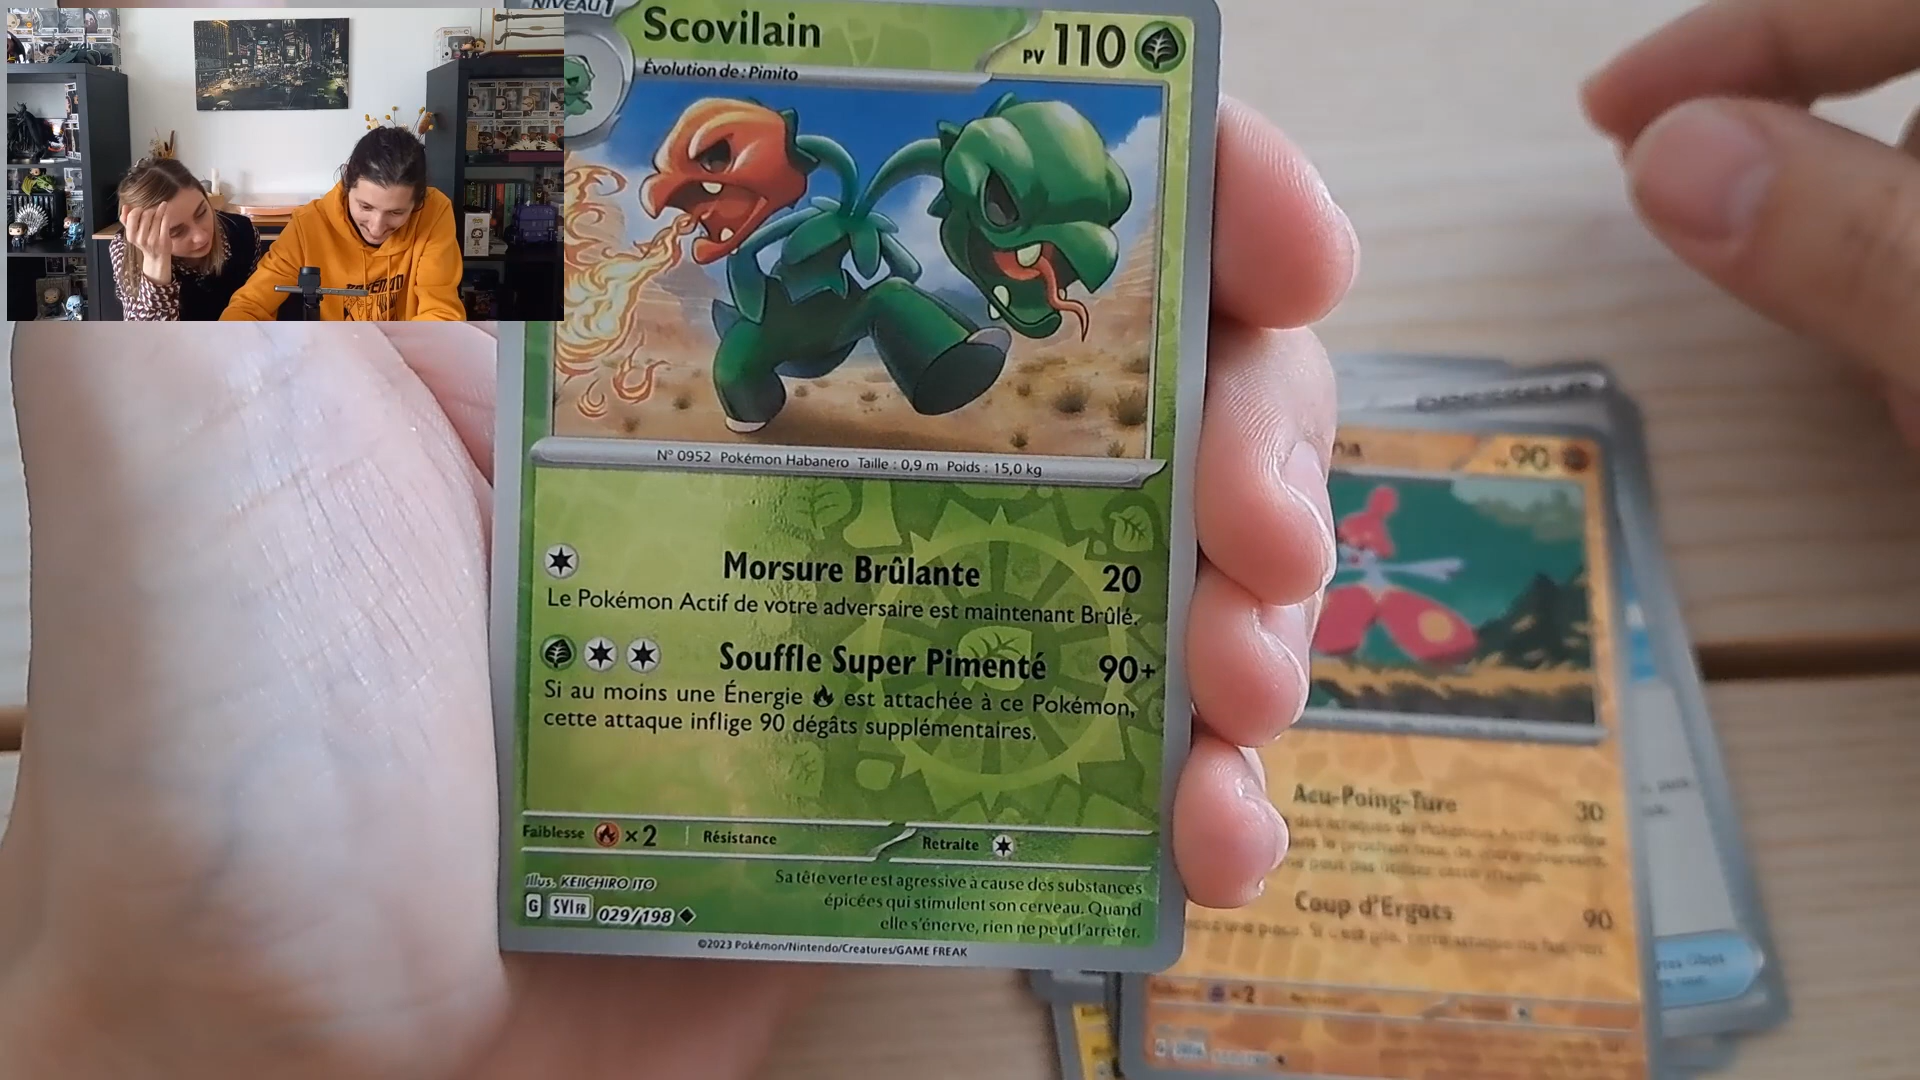 NIVEAU 1
Scovilain
PV 110
Évolution de : Pimito
N° 0952 Pokémon Habanero Taille : 0,9 m Poids : 15,0 kg
Morsure Brûlante 20
Le Pokémon Actif de votre adversaire est maintenant Brûlé.
Souffle Super Pimenté 90+
Si au moins une Énergie est attachée à ce Pokémon,
cette attaque inflige 90 dégâts supplémentaires.
Faiblesse ×2 Résistance Retraite
Illus. KEIICHIRO ITO
G SVI FR 029/198
Sa tête verte est agressive à cause des substances
épicées qui stimulent son cerveau. Quand
elle s'énerve, rien ne peut l'arrêter.
©2023 Pokémon/Nintendo/Creatures/GAME FREAK
90
Acu-Poing-Ture 30
Coup d'Ergots 90
×2